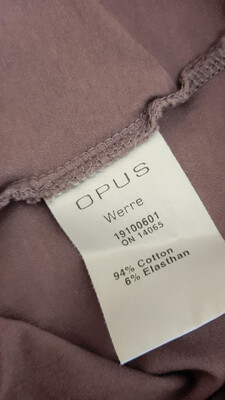 OPUS
Werre
19100601
ON 14065
94% Cotton
6% Elasthan